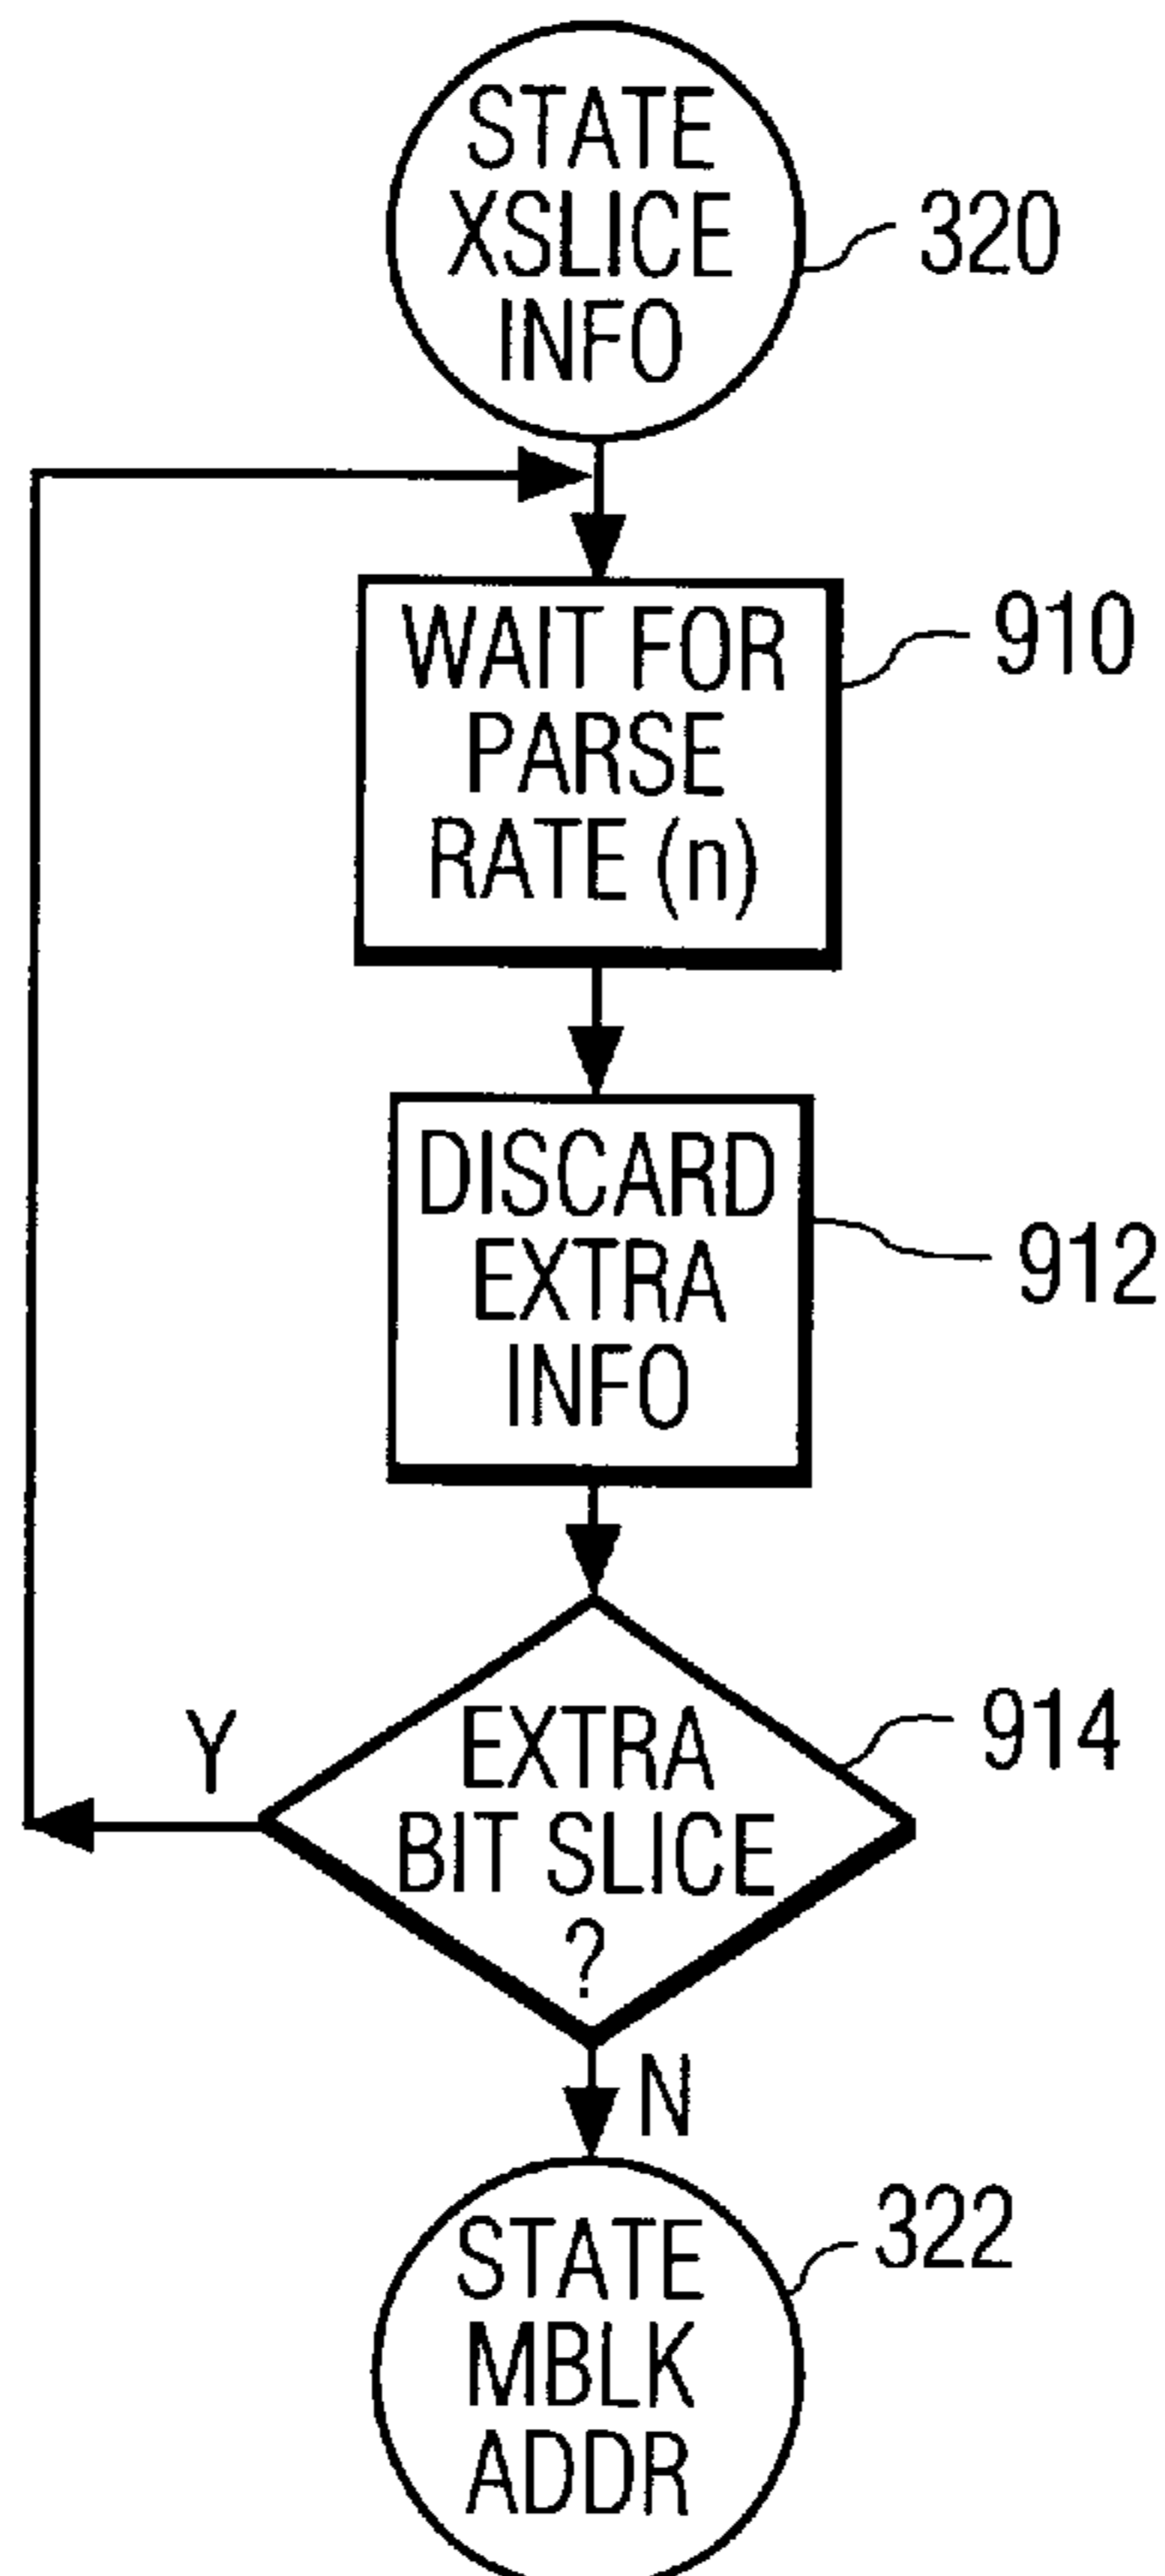 STATE
XSLICE
INFO
320
WAIT FOR
PARSE
RATE (n)
910
DISCARD
EXTRA
INFO
912
EXTRA
BIT SLICE
?
914
Y
N
STATE
MBLK
ADDR
322